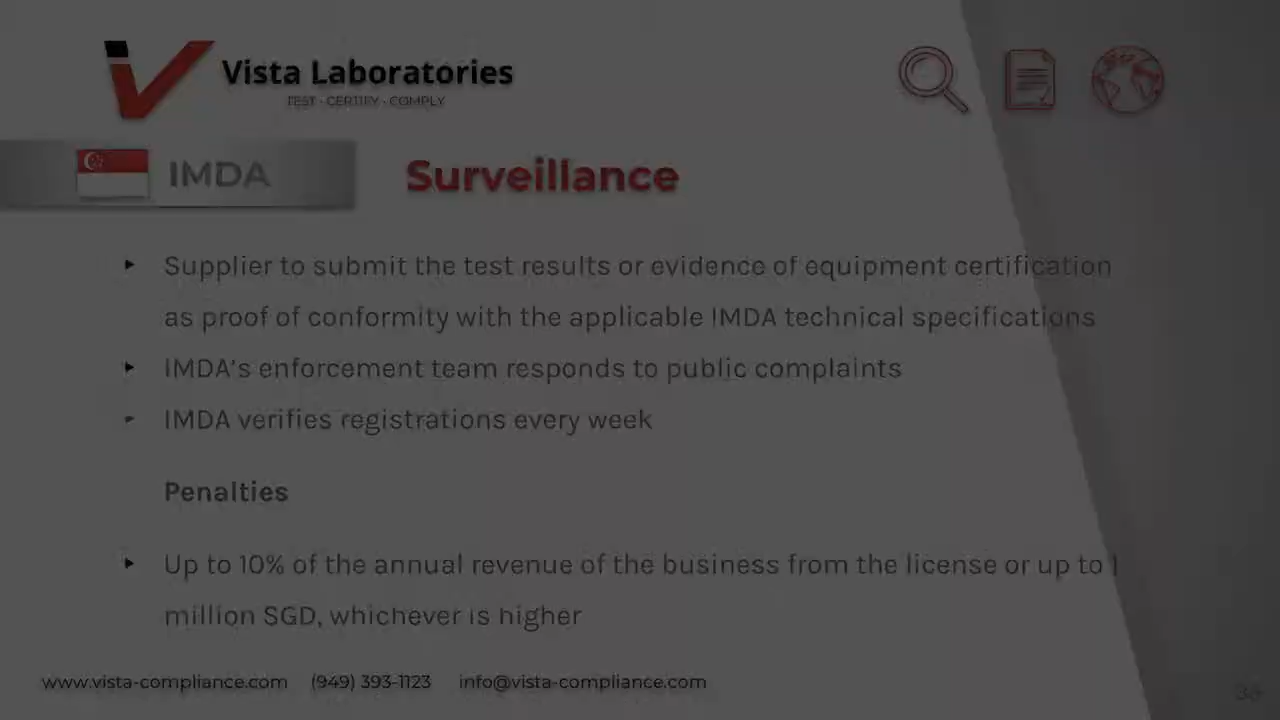 Vista Laboratories
TEST · CERTIFY · COMPLY
IMDA
Surveillance
Supplier to submit the test results or evidence of equipment certification
as proof of conformity with the applicable IMDA technical specifications
IMDA's enforcement team responds to public complaints
IMDA verifies registrations every week
Penalties
Up to 10% of the annual revenue of the business from the license or up to 1
million SGD, whichever is higher
www.vista-compliance.com (949) 393-1123 info@vista-compliance.com